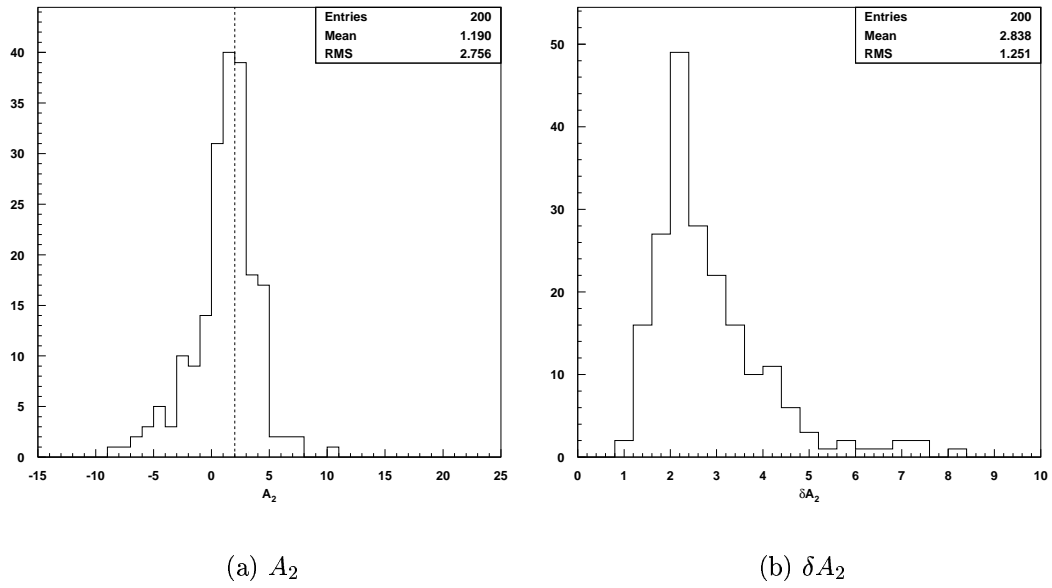 Entries 200
Mean 1.190
RMS 2.756
40
35
30
25
20
15
10
5
0
-15 -10 -5 0 5 10 15 20 25
A2
Entries 200
Mean 2.838
RMS 1.251
50
40
30
20
10
0
0 1 2 3 4 5 6 7 8 9 10
δA2
(a) A2
(b) δA2